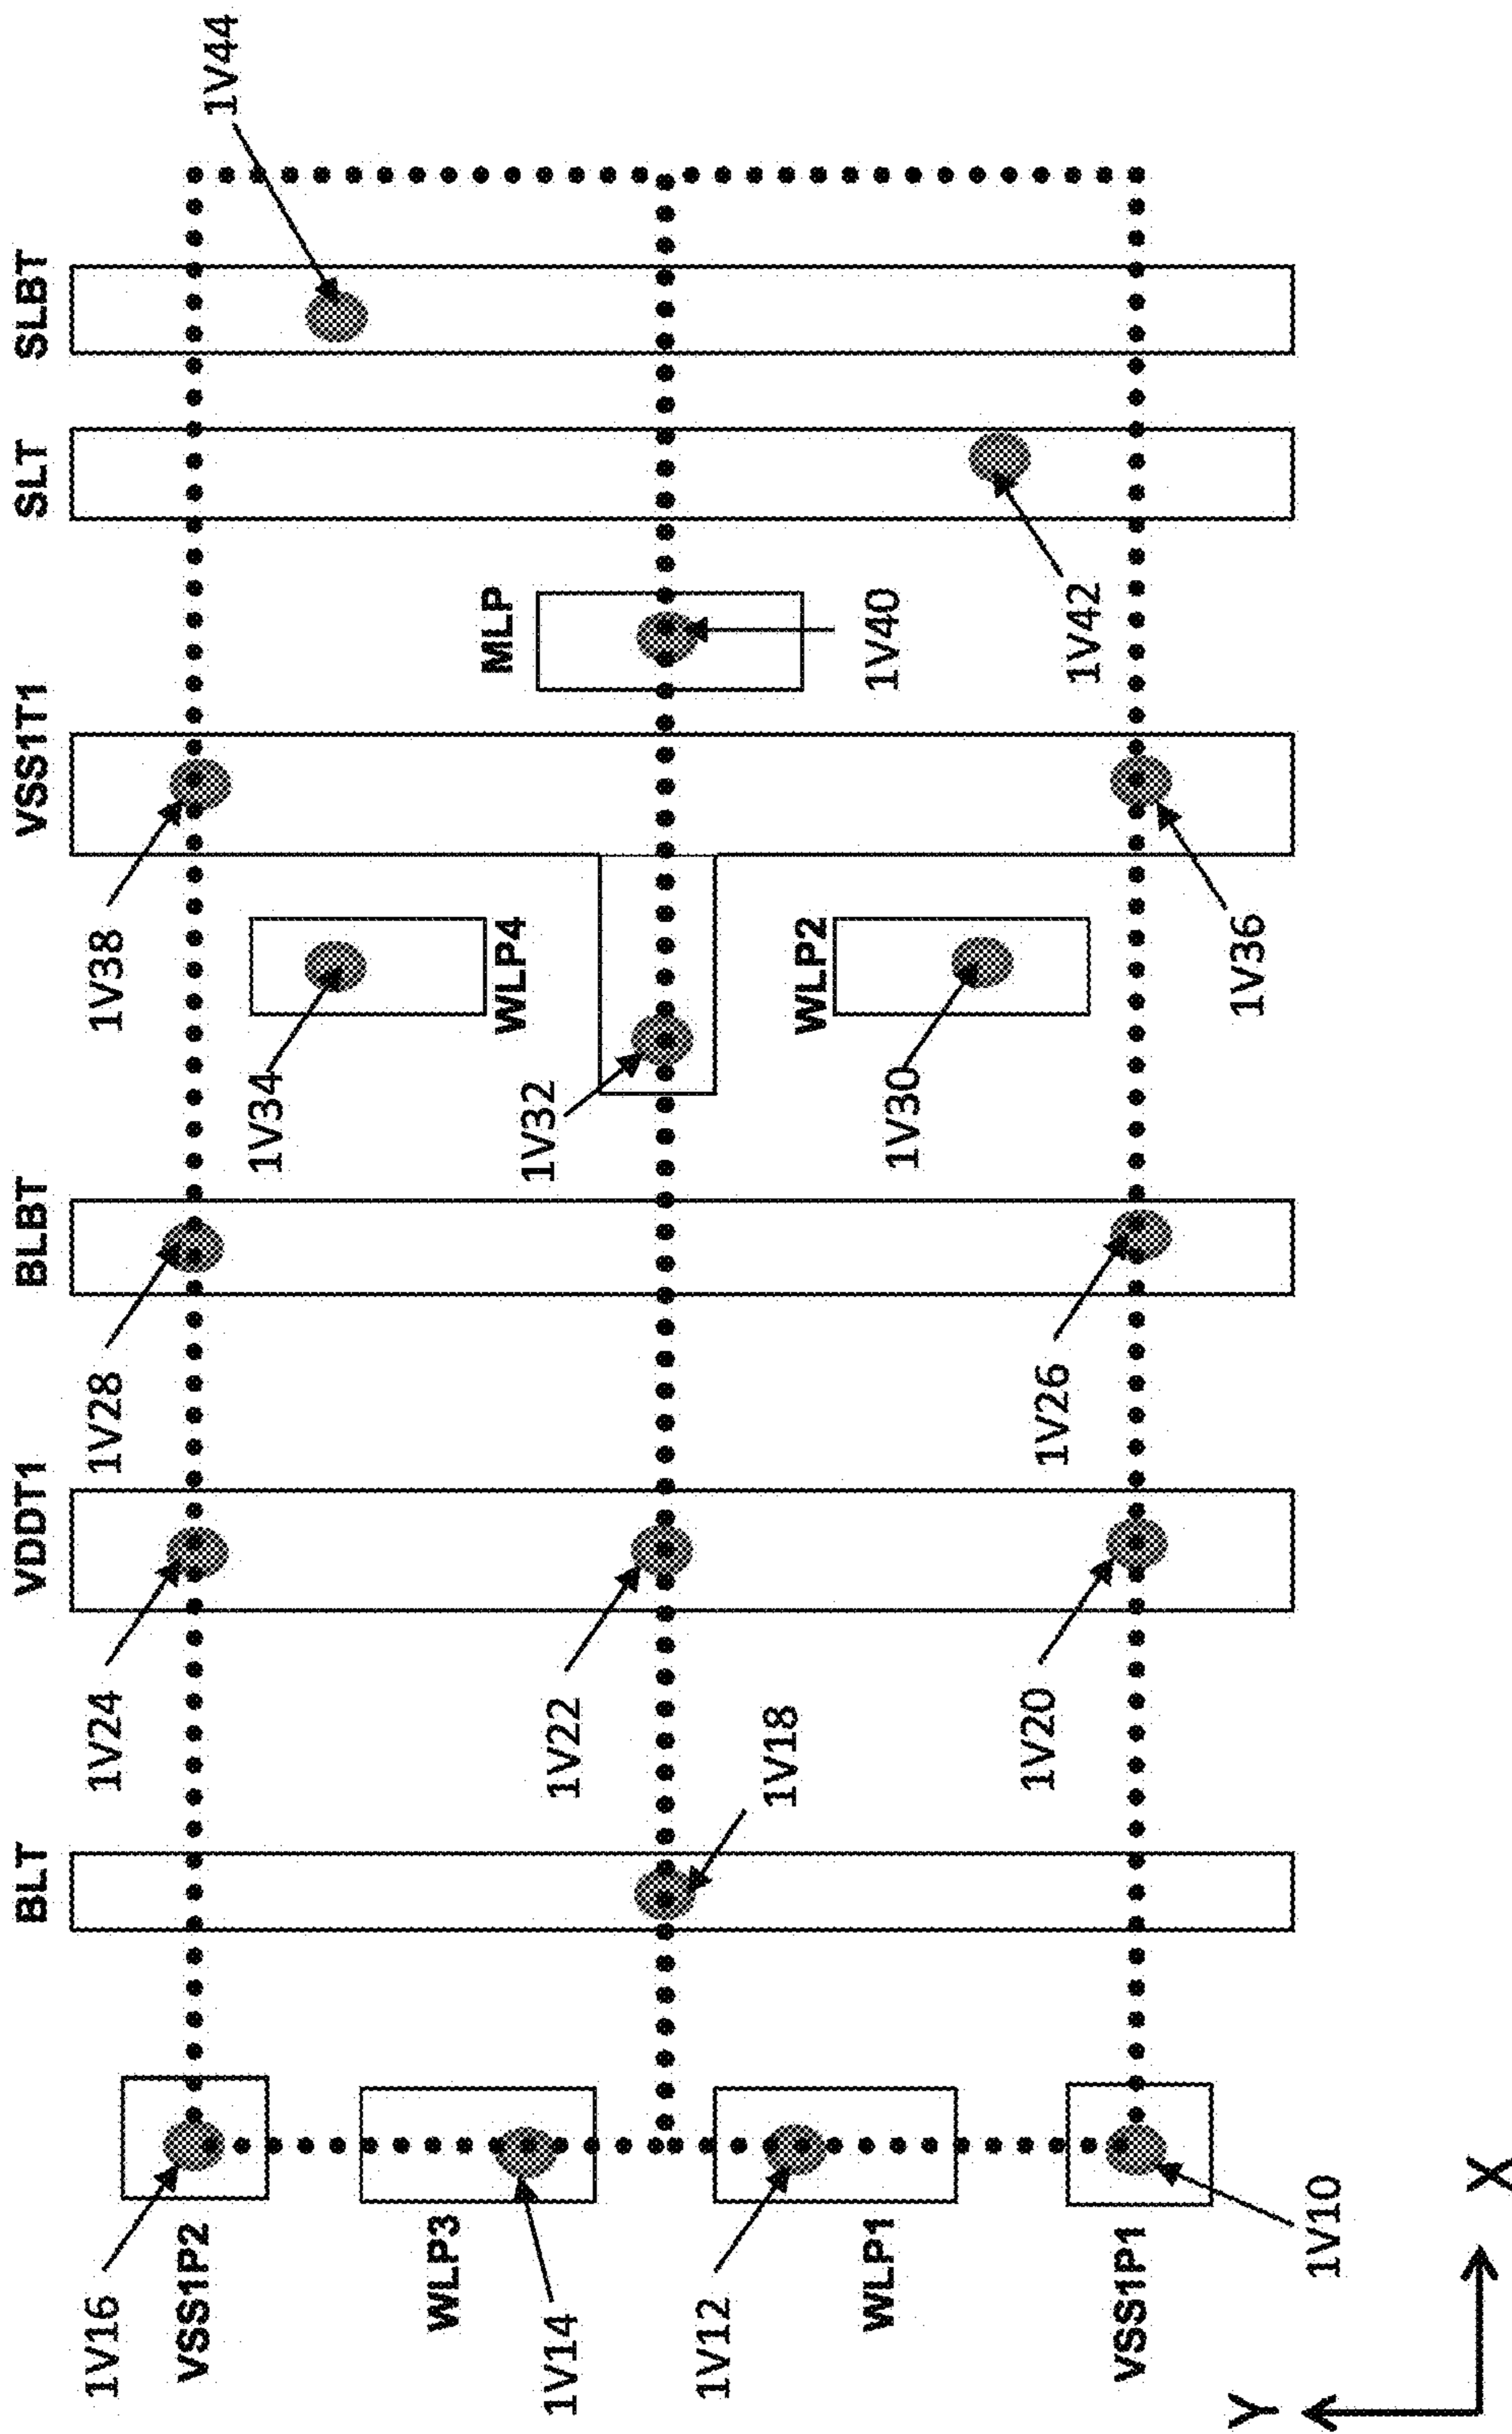 BLT
VDDT1
BLBT
VSS1T1
SLT
SLBT
1V16
VSS1P2
1V24
1V28
1V38
1V44
WLP3
1V14
1V34
WLP4
MLP
1V22
1V32
1V12
1V18
WLP2
1V40
WLP1
1V30
1V20
1V26
1V42
VSS1P1
1V36
1V10
Y
X